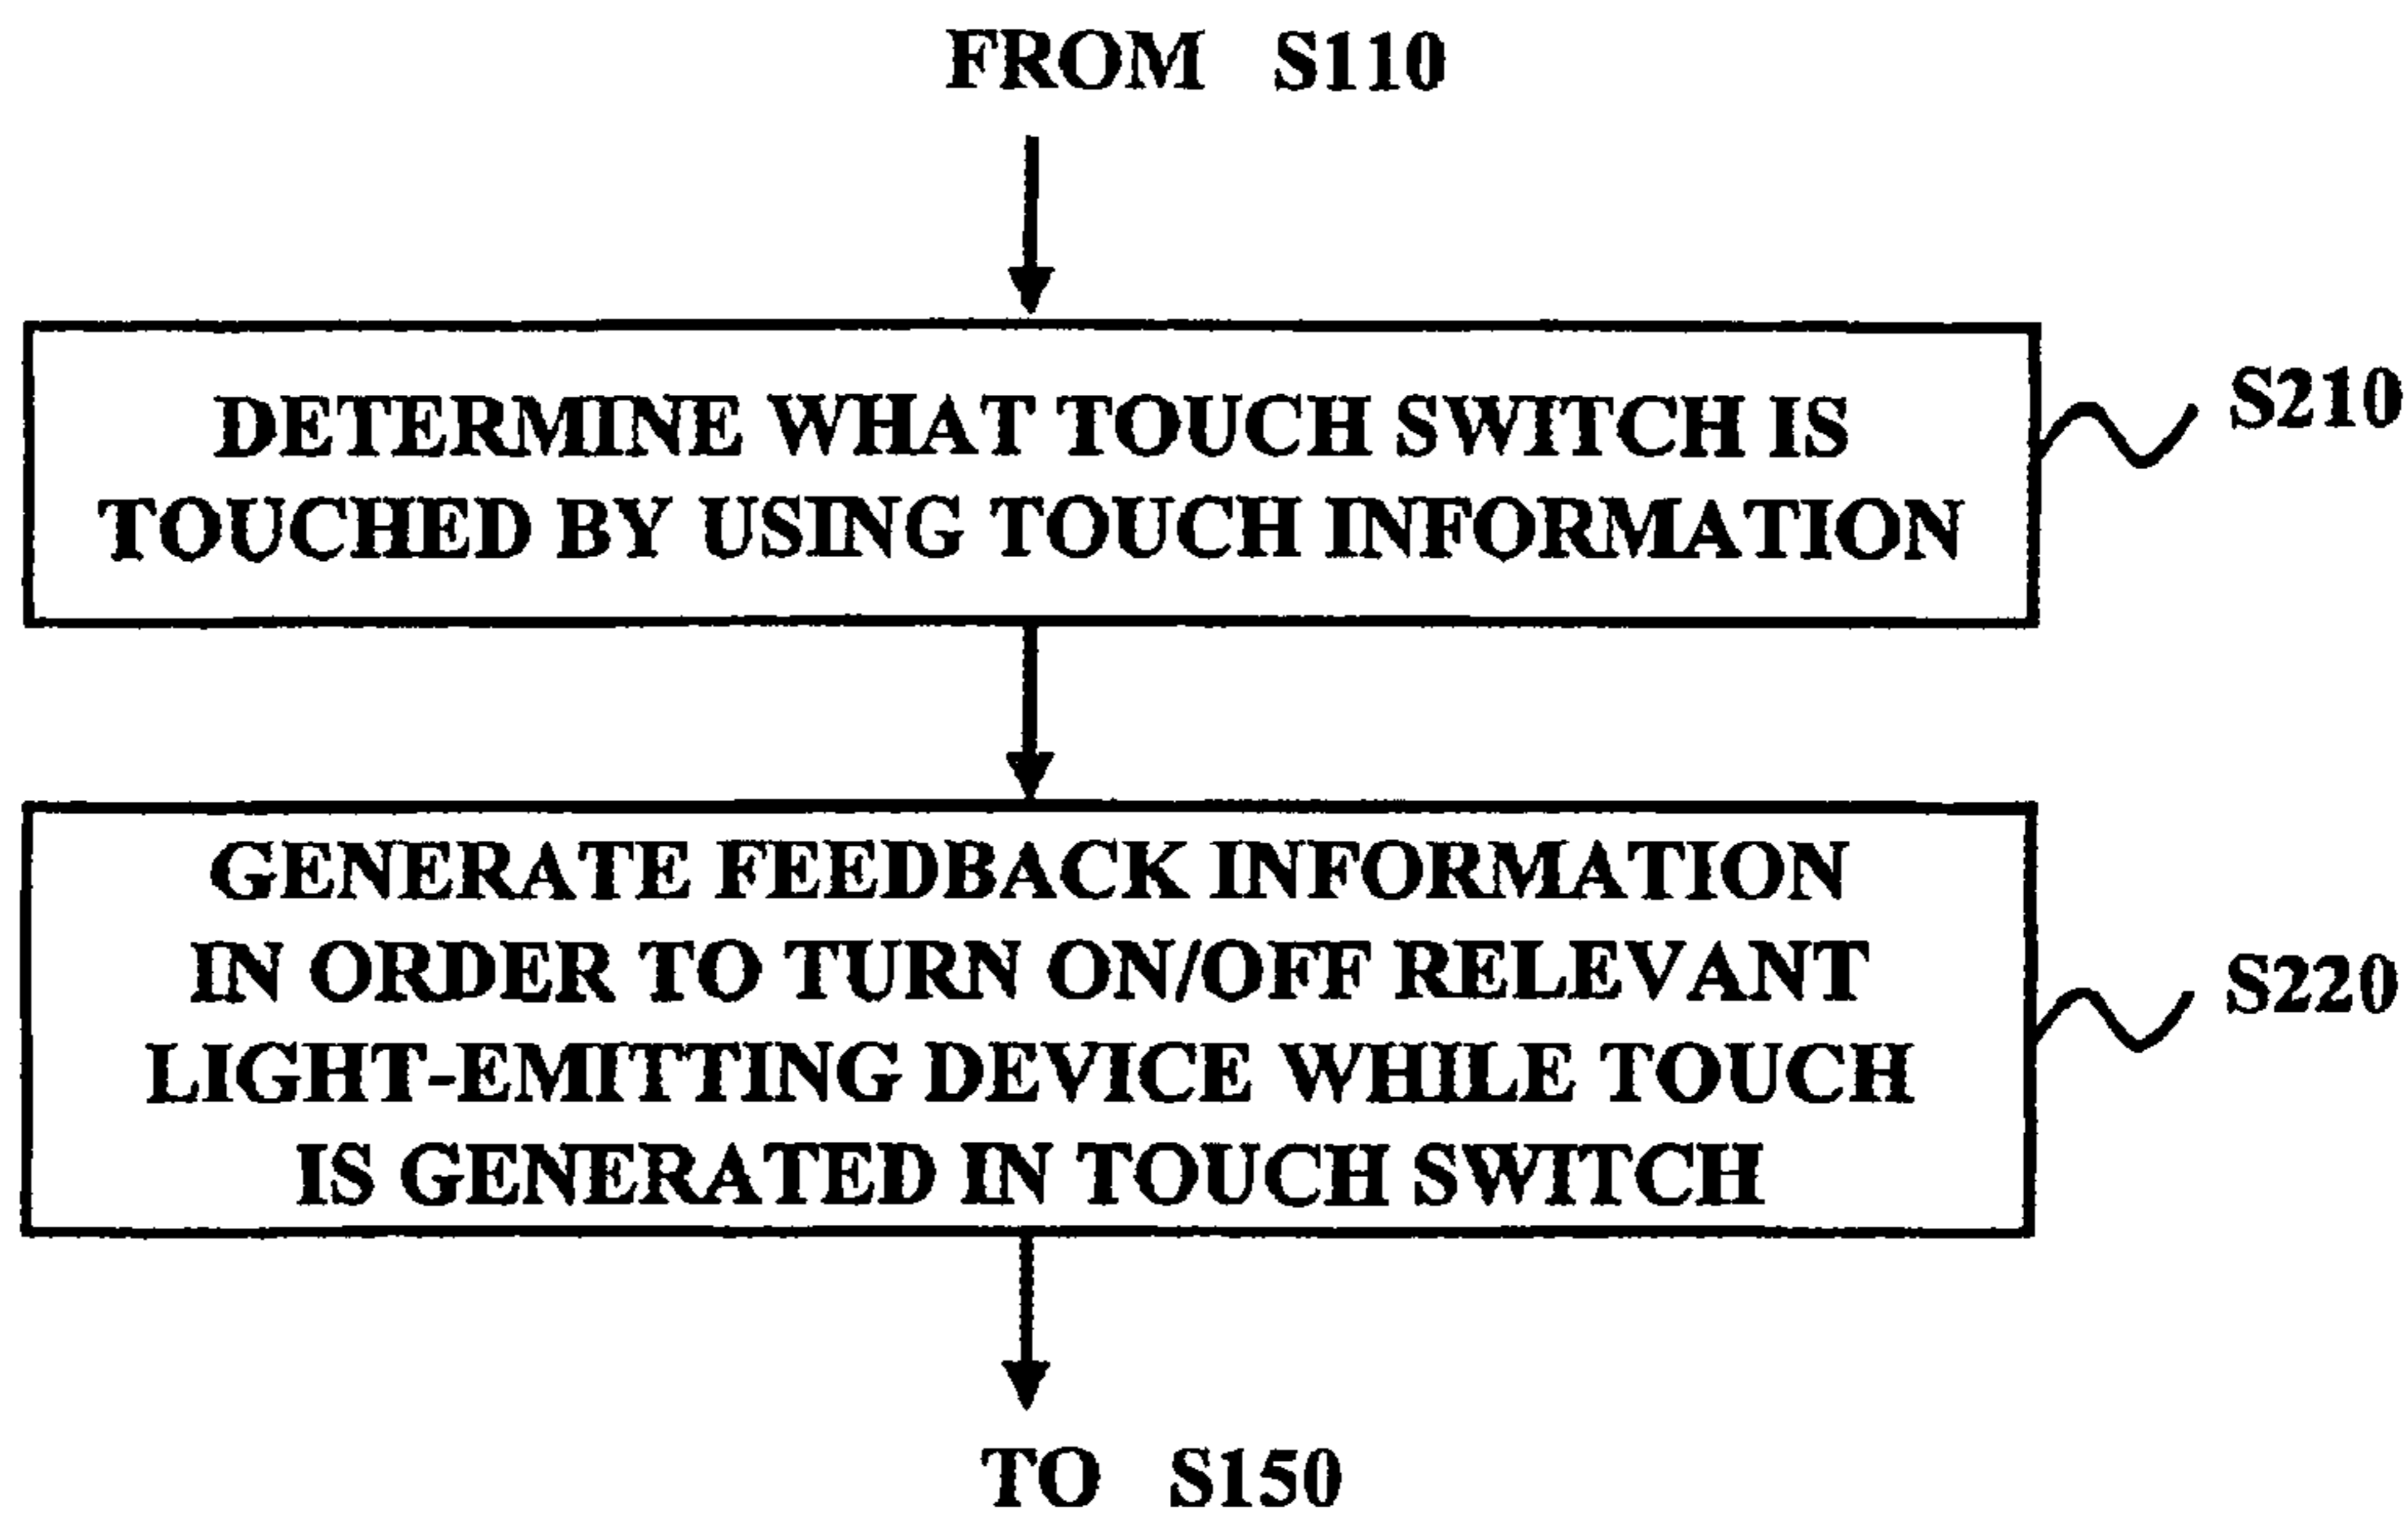 FROM S110
DETERMINE WHAT TOUCH SWITCH IS
TOUCHED BY USING TOUCH INFORMATION
S210
GENERATE FEEDBACK INFORMATION
IN ORDER TO TURN ON/OFF RELEVANT
LIGHT-EMITTING DEVICE WHILE TOUCH
IS GENERATED IN TOUCH SWITCH
S220
TO S150